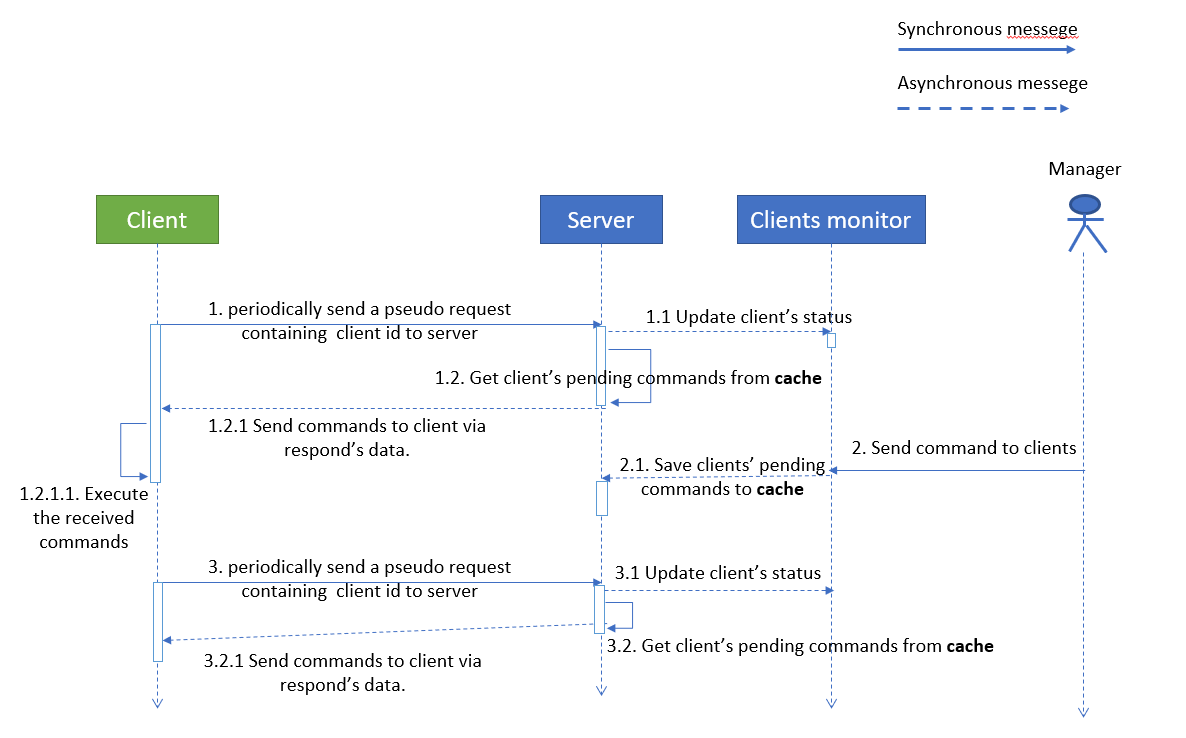 Synchronous messege
Asynchronous messege
Manager
Client
Server
Clients monitor
1. periodically send a pseudo request
containing client id to server
1.1 Update client's status
1.2. Get client's pending commands from cache
1.2.1 Send commands to client via
respond's data.
2. Send command to clients
2.1. Save clients' pending
commands to cache
1.2.1.1. Execute
the received
commands
3. periodically send a pseudo request
containing client id to server
3.1 Update client's status
3.2. Get client's pending commands from cache
3.2.1 Send commands to client via
respond's data.